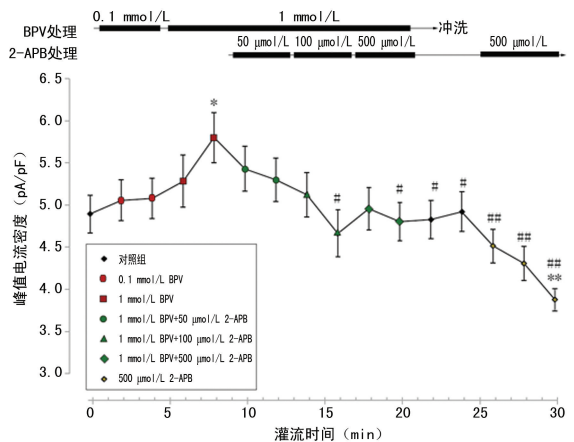 BPV处理
0.1 mmol/L
1 mmol/L
冲洗
2-APB处理
50 μmol/L
100 μmol/L
500 μmol/L
500 μmol/L
峰值电流密度（pA/pF）
6.5
6.0
5.5
5.0
4.5
4.0
3.5
3.0
*
#
#
#
#
##
##
##
**
对照组
0.1 mmol/L BPV
1 mmol/L BPV
1 mmol/L BPV+50 μmol/L 2-APB
1 mmol/L BPV+100 μmol/L 2-APB
1 mmol/L BPV+500 μmol/L 2-APB
500 μmol/L 2-APB
0 5 10 15 20 25 30
灌流时间（min）